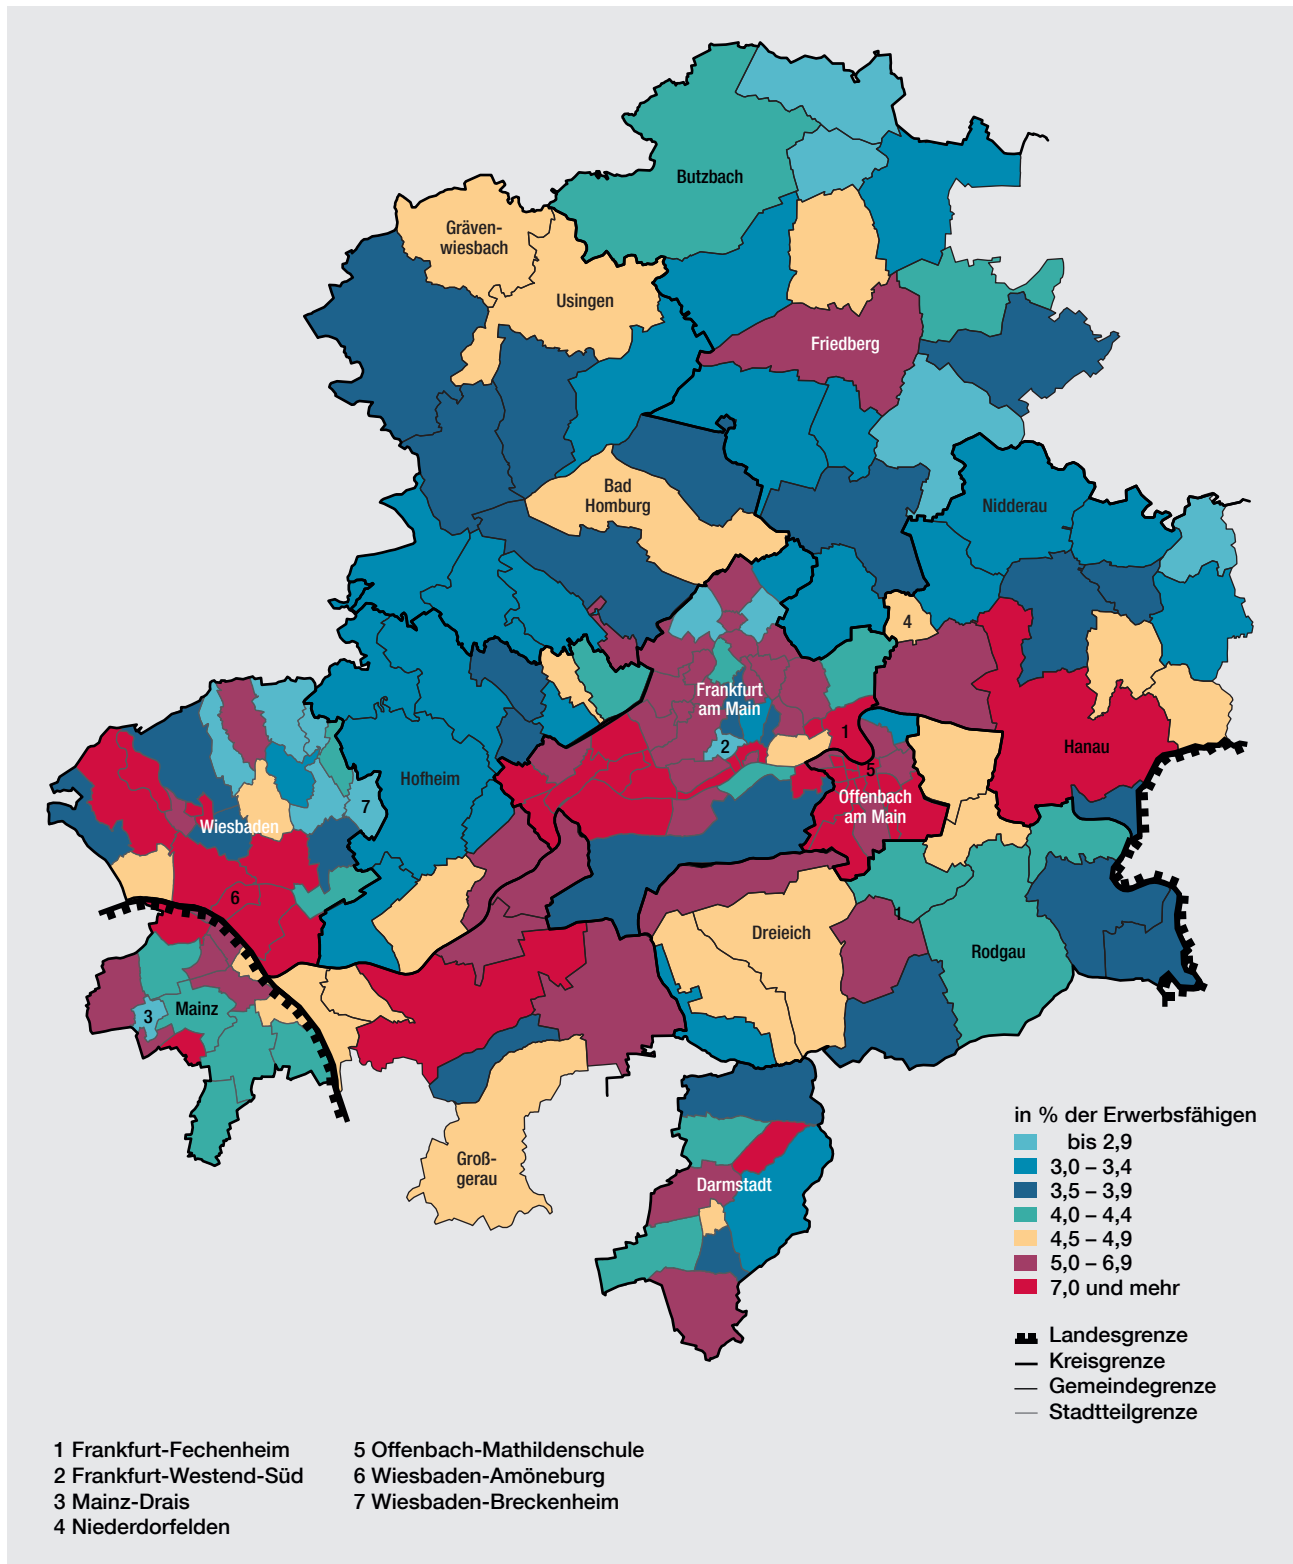 Butzbach
Gräven-
wiesbach
Usingen
Friedberg
Bad
Homburg
Nidderau
4
Frankfurt
am Main
1
2
Hanau
5
Hofheim
7
Offenbach
am Main
Wiesbaden
6
Dreieich
Rodgau
3
Mainz
Groß-
gerau
Darmstadt
1
in % der Erwerbsfähigen
bis 2,9
3,0 – 3,4
3,5 – 3,9
4,0 – 4,4
4,5 – 4,9
5,0 – 6,9
7,0 und mehr
Landesgrenze
Kreisgrenze
Gemeindegrenze
Stadtteilgrenze
1 Frankfurt-Fechenheim
2 Frankfurt-Westend-Süd
3 Mainz-Drais
4 Niederdorfelden
5 Offenbach-Mathildenschule
6 Wiesbaden-Amöneburg
7 Wiesbaden-Breckenheim